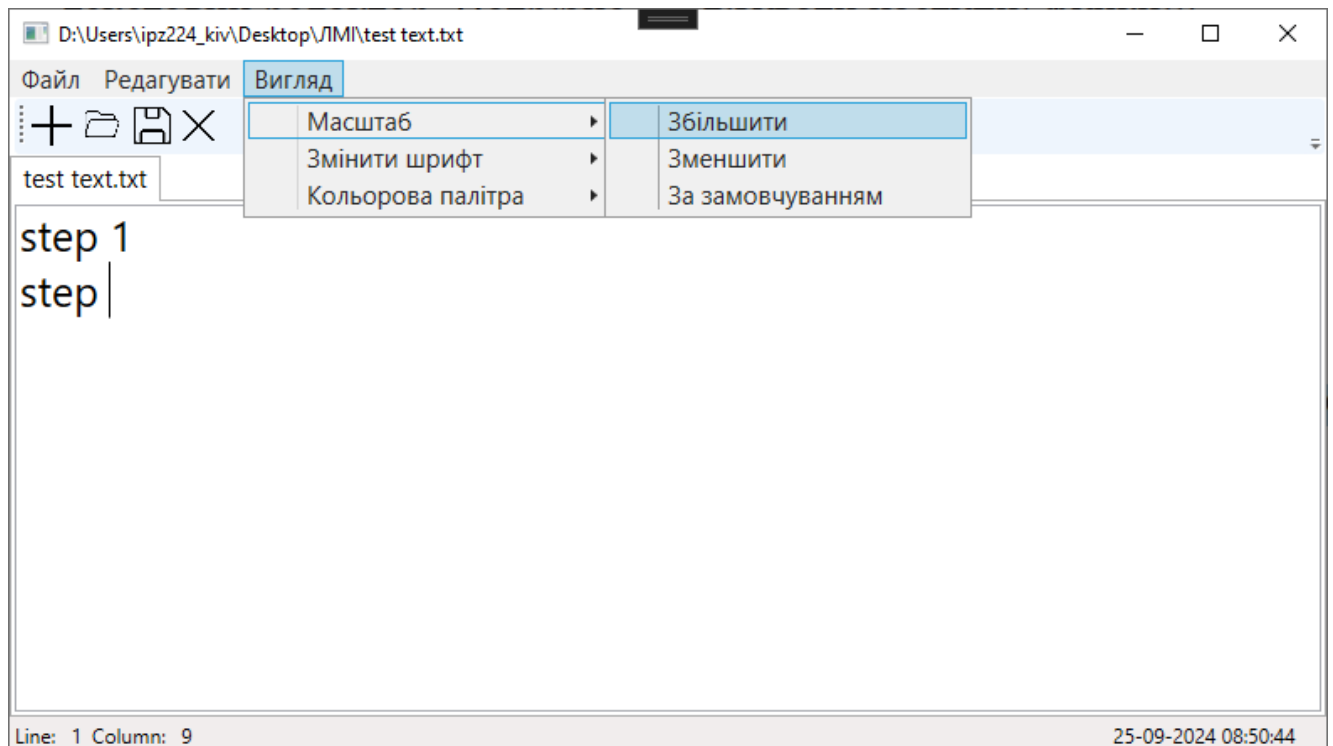 D:\Users\ipz224_kiv\Desktop\ЛМІ\test text.txt
Файл Редагувати Вигляд
Масштаб Збільшити
Змінити шрифт Зменшити
Кольорова палітра За замовчуванням
test text.txt
step 1
step
Line: 1 Column: 9 25-09-2024 08:50:44